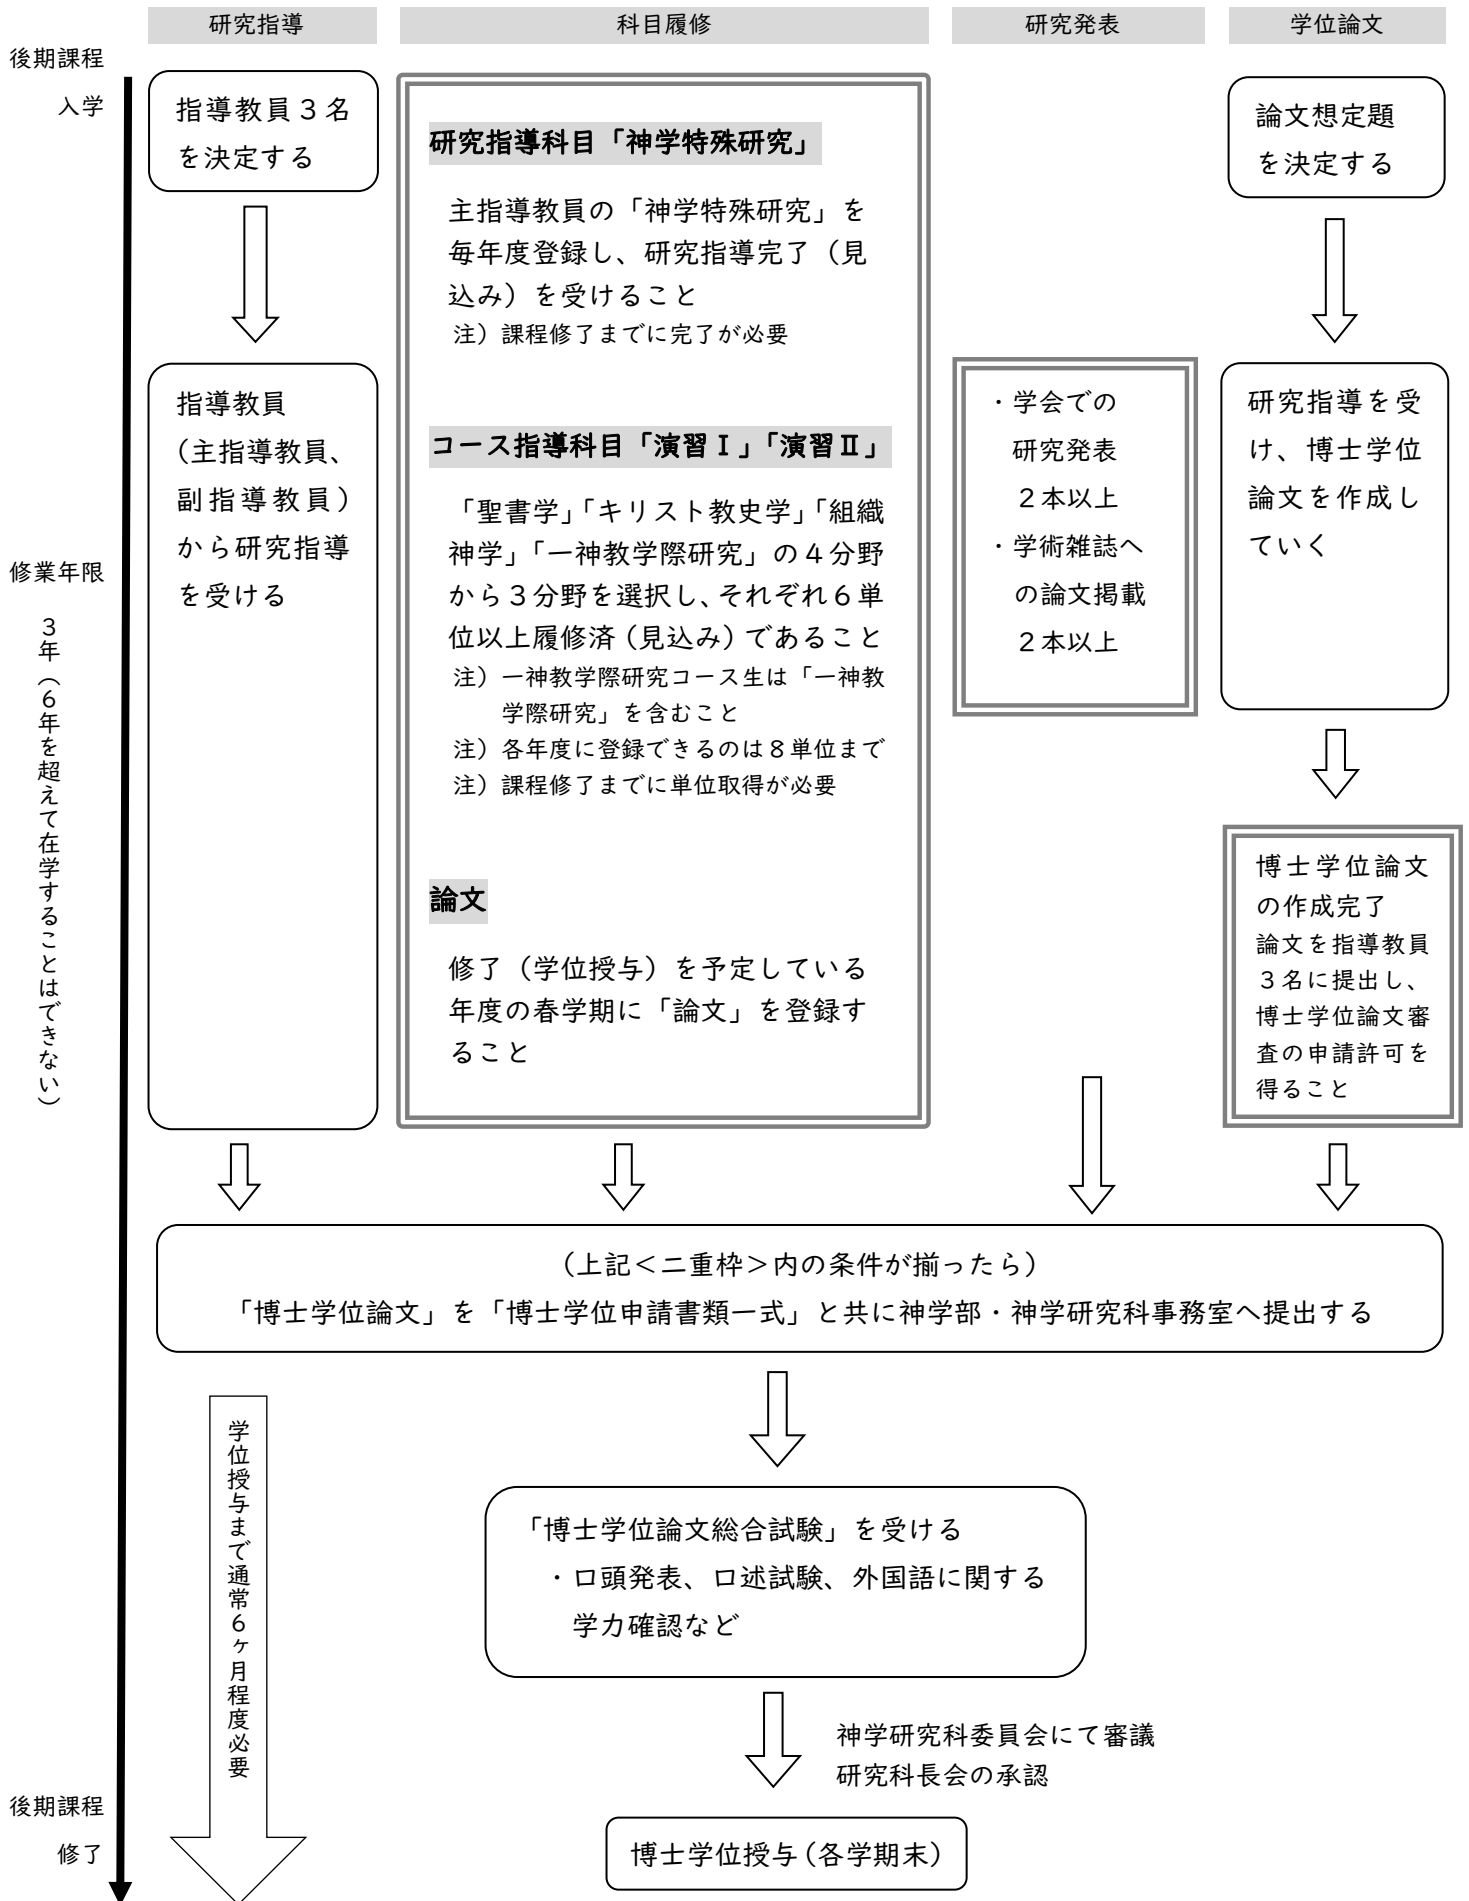 研究指導
科目履修
研究発表
学位論文
後期課程
入学
指導教員３名
を決定する
指導教員
（主指導教員、
副指導教員）
から研究指導
を受ける
修業年限
３年（６年を超えて在学することはできない）
研究指導科目「神学特殊研究」
主指導教員の「神学特殊研究」を
毎年度登録し、研究指導完了（見
込み）を受けること
注）課程修了までに完了が必要
コース指導科目「演習Ⅰ」「演習Ⅱ」
「聖書学」「キリスト教史学」「組織
神学」「一神教学際研究」の４分野
から３分野を選択し、それぞれ６単
位以上履修済（見込み）であること
注）一神教学際研究コース生は「一神教
学際研究」を含むこと
注）各年度に登録できるのは８単位まで
注）課程修了までに単位取得が必要
論文
修了（学位授与）を予定している
年度の春学期に「論文」を登録す
ること
・学会での
研究発表
２本以上
・学術雑誌へ
の論文掲載
２本以上
論文想定題
を決定する
研究指導を受
け、博士学位
論文を作成し
ていく
博士学位論文
の作成完了
論文を指導教員
３名に提出し、
博士学位論文審
査の申請許可を
得ること
（上記＜二重枠＞内の条件が揃ったら）
「博士学位論文」を「博士学位申請書類一式」と共に神学部・神学研究科事務室へ提出する
学位授与まで通常６ヶ月程度必要
「博士学位論文総合試験」を受ける
・口頭発表、口述試験、外国語に関する
学力確認など
神学研究科委員会にて審議
研究科長会の承認
後期課程
修了
博士学位授与（各学期末）